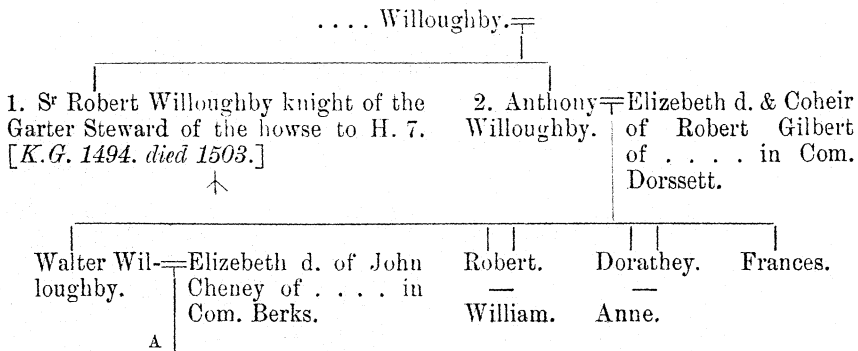 . . . . Willoughby.
1. Sʳ Robert Willoughby knight of the
Garter Steward of the howse to H. 7.
[K.G. 1494. died 1503.]
2. Anthony
Willoughby.
Elizebeth d. & Coheir
of Robert Gilbert
of . . . . in Com.
Dorssett.
Walter Wil-
loughby.
Elizebeth d. of John
Cheney of . . . . in
Com. Berks.
Robert.
—
William.
Dorathey.
—
Anne.
Frances.
A